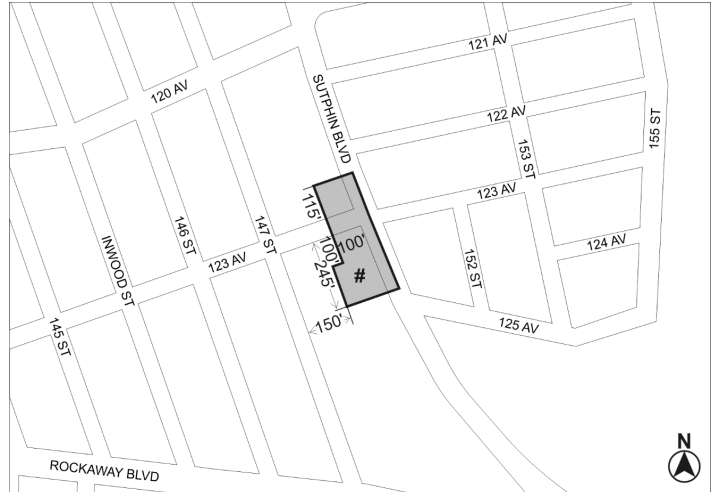 121 AV
120 AV
SUTPHIN BLVD
122 AV
155 ST
153 ST
123 AV
115'
146 ST
147 ST
100'
100'
INWOOD ST
123 AV
245'
#
152 ST
124 AV
150'
125 AV
145 ST
N
ROCKAWAY BLVD